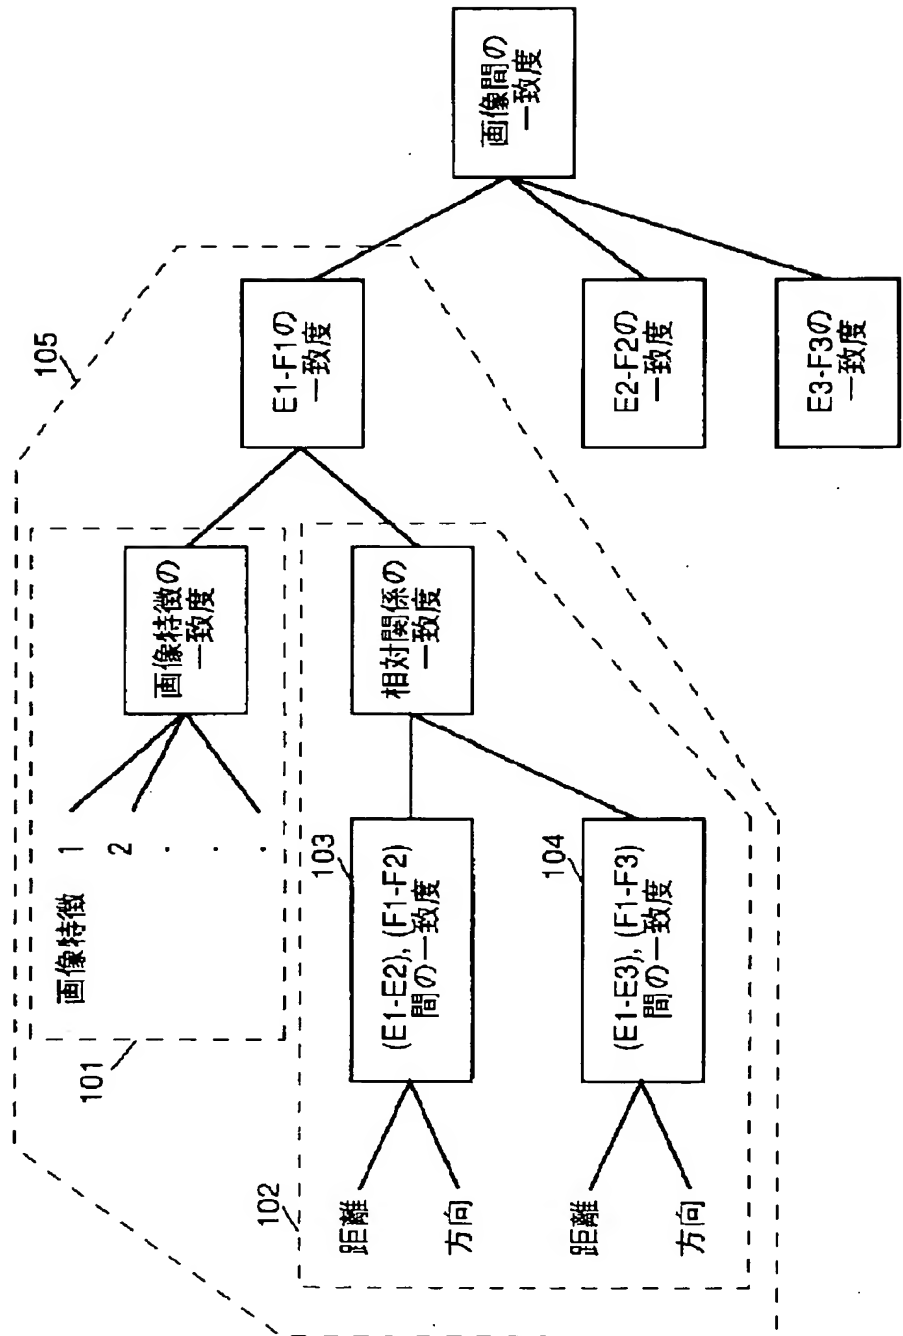 105
101
画像特徴
1
2
.
.
.
画像特徴の
一致度
E1-F1の
一致度
画像間の
一致度
102
距離
方向
103
(E1-E2), (F1-F2)
間の一致度
相対関係の
一致度
E2-F2の
一致度
距離
方向
104
(E1-E3), (F1-F3)
間の一致度
E3-F3の
一致度